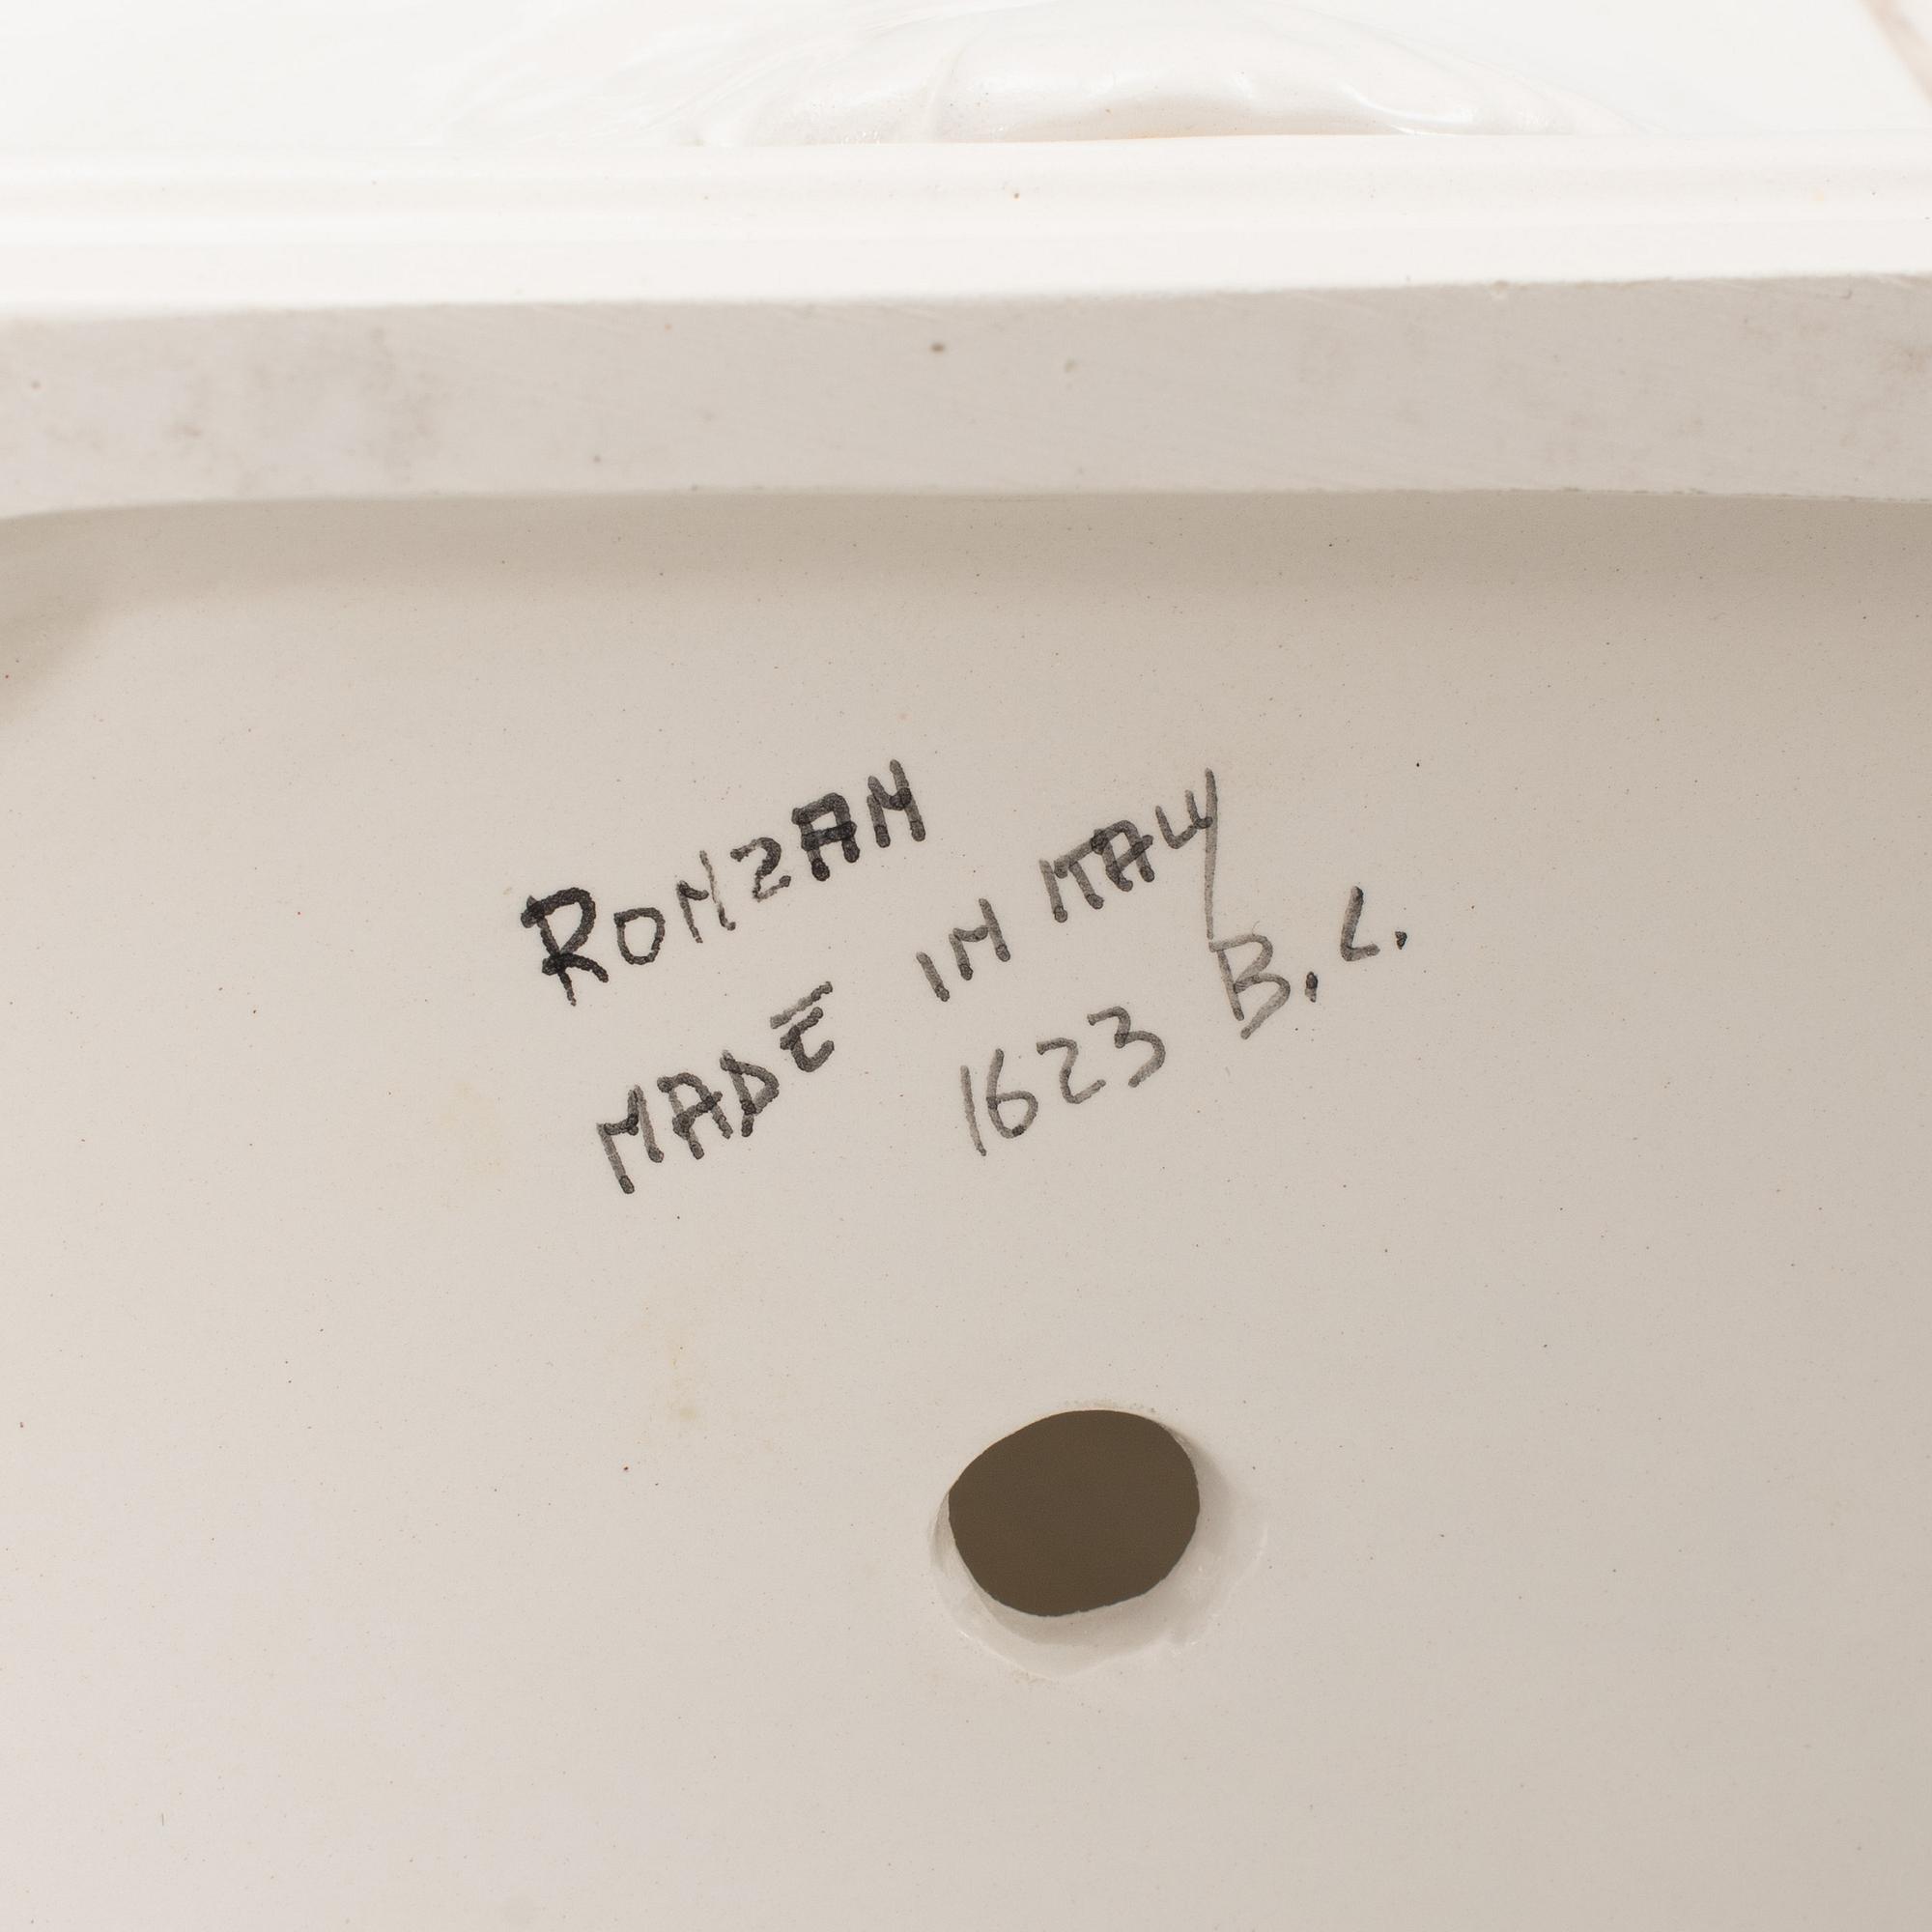 RONZAN
MADE IN ITALY
1623 B.L.